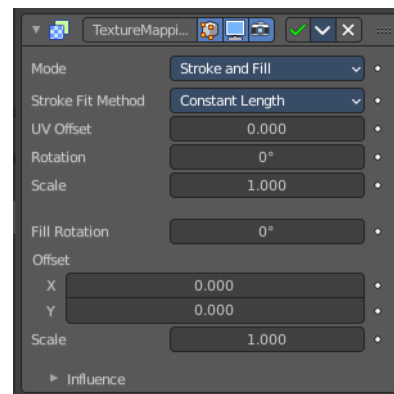 TextureMappi...
Mode Stroke and Fill
Stroke Fit Method Constant Length
UV Offset 0.000
Rotation 0°
Scale 1.000
Fill Rotation 0°
Offset
X 0.000
Y 0.000
Scale 1.000
Influence